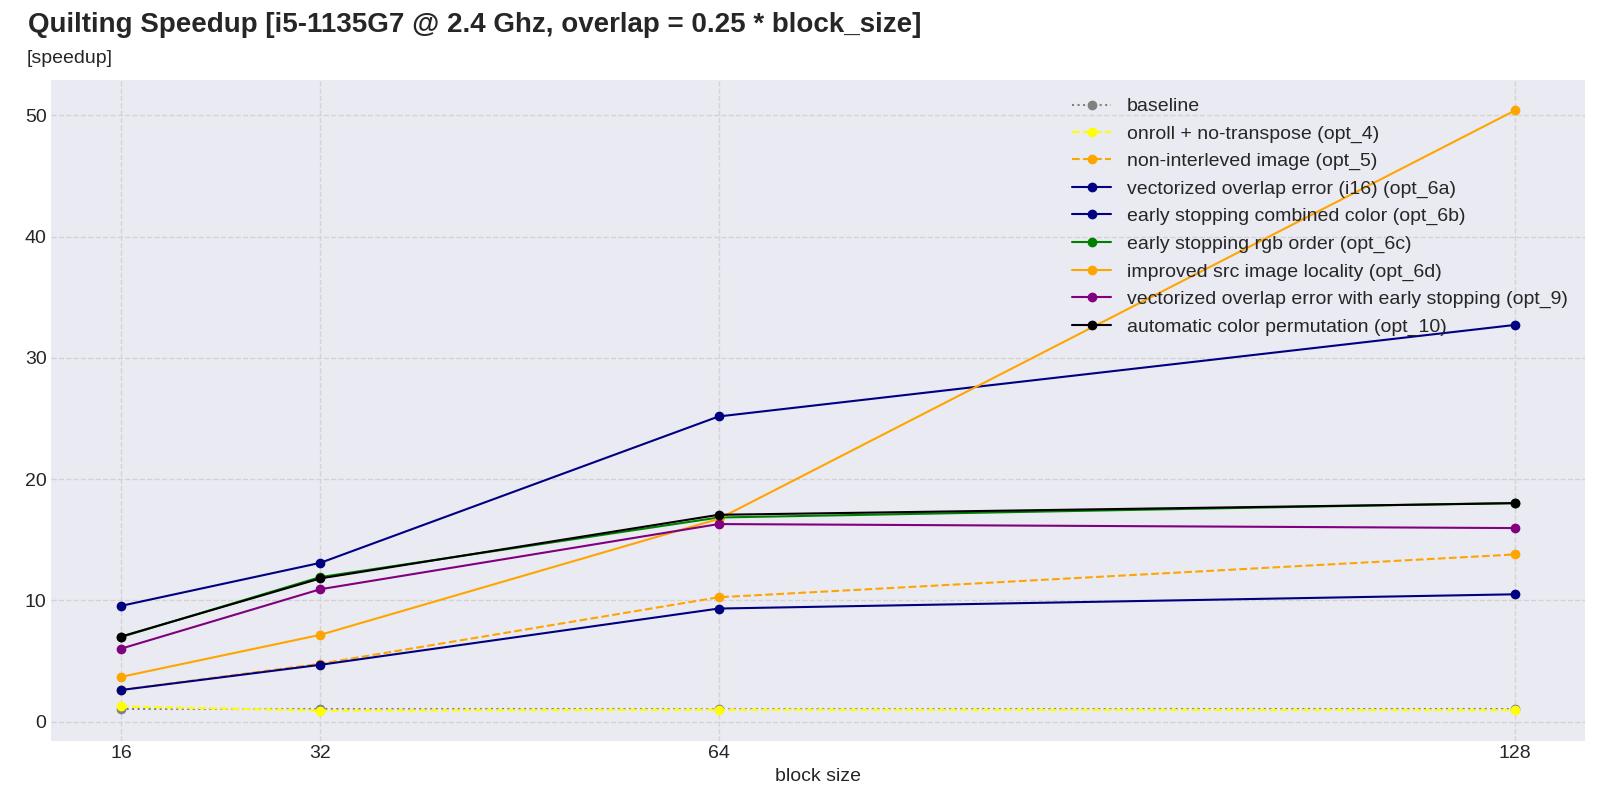 Quilting Speedup [i5-1135G7 @ 2.4 Ghz, overlap = 0.25 * block_size]
[speedup]
50
40
30
20
10
0
baseline
onroll + no-transpose (opt_4)
non-interleved image (opt_5)
vectorized overlap error (i16) (opt_6a)
early stopping combined color (opt_6b)
early stopping rgb order (opt_6c)
improved src image locality (opt_6d)
vectorized overlap error with early stopping (opt_9)
automatic color permutation (opt_10)
16 32 64 128
block size